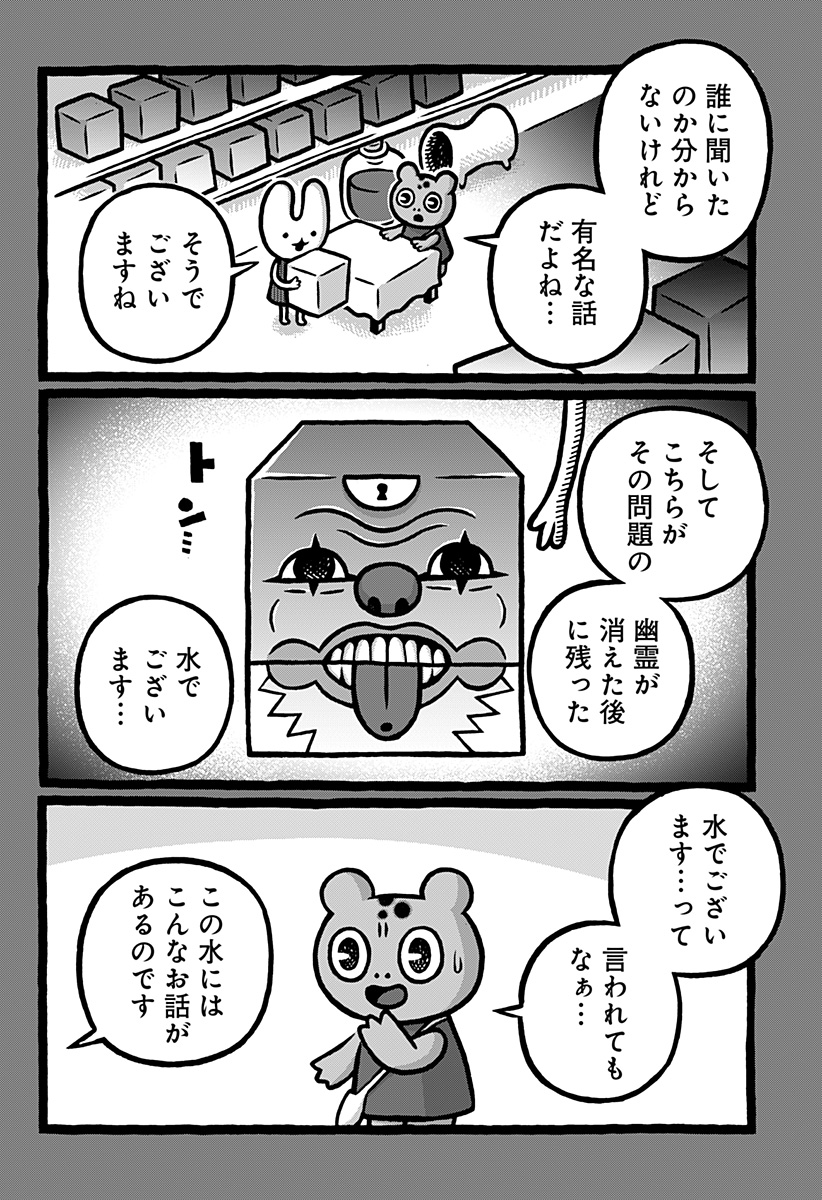 誰に聞いた
のか分から
ないけれど
有名な話
だよね…
そうで
ござい
ますね
そして
こちらが
その問題の
幽霊が
消えた後
に残った
トン…
水で
ござい
ます…
水でござい
ます…って
言われても
なぁ…
この水には
こんなお話が
あるのです